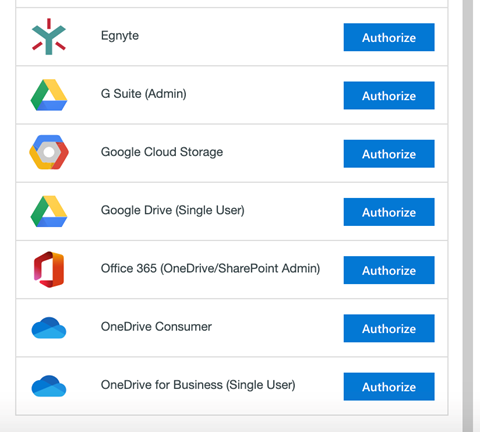 Egnyte
Authorize
G Suite (Admin)
Authorize
Google Cloud Storage
Authorize
Google Drive (Single User)
Authorize
Office 365 (OneDrive/SharePoint Admin)
Authorize
OneDrive Consumer
Authorize
OneDrive for Business (Single User)
Authorize